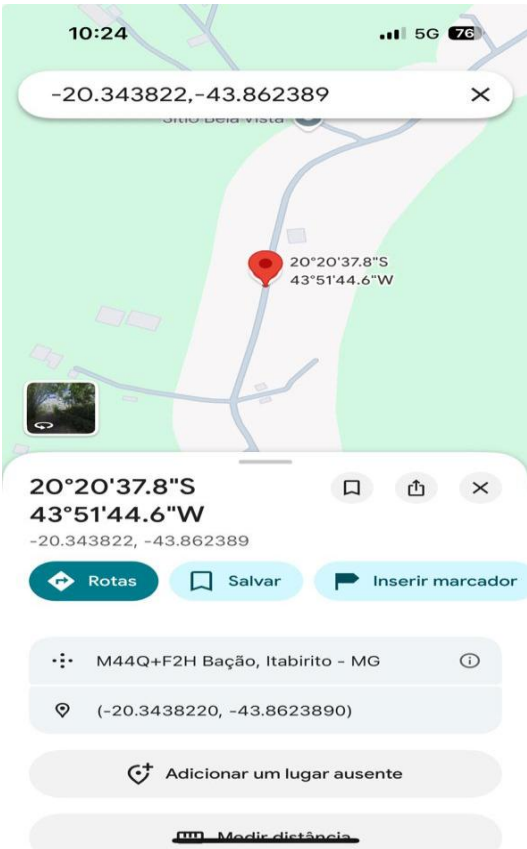 10:24
5G 76
-20.343822,-43.862389
Sítio Bela Vista
20°20'37.8"S
43°51'44.6"W
20°20'37.8"S
43°51'44.6"W
-20.343822, -43.862389
Rotas
Salvar
Inserir marcador
M44Q+F2H Bação, Itabirito - MG
(-20.3438220, -43.8623890)
Adicionar um lugar ausente
Medir distância